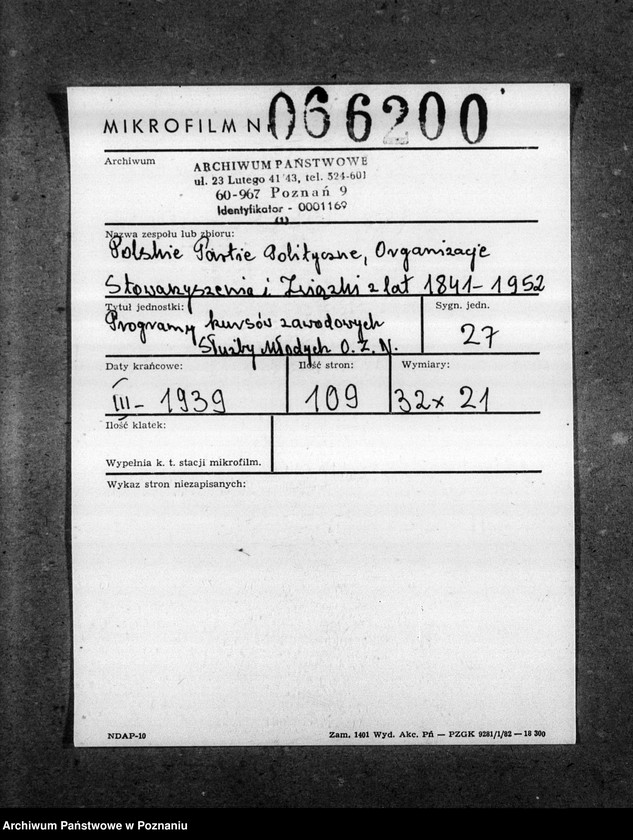 MIKROFILM N 066200
Archiwum
ARCHIWUM PAŃSTWOWE
ul. 23 Lutego 41/43, tel. 524-601
60-967 Poznań 9
Identyfikator - 0001169
(1)
Nazwa zespołu lub zbioru:
Polskie Partie Polityczne, Organizacje
Stowarzyszenia i Związki z lat 1841-1952
Tytuł jednostki:
Sygn. jedn.
Programy kursów zawodowych
Służby Młodych O.Z.N.
27
Daty krańcowe:
Ilość stron:
Wymiary:
III - 1939
109
32x21
Ilość klatek:
Wypełnia k. t. stacji mikrofilm.
Wykaz stron niezapisanych:
NDAP-10
Zam. 1401 Wyd. Akc. Pń — PZGK 9281/1/82 — 18 300
Archiwum Państwowe w Poznaniu